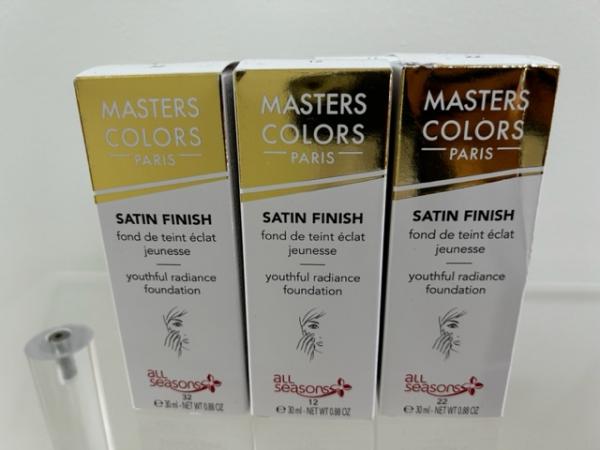 MASTERS
COLORS
PARIS
SATIN FINISH
fond de teint éclat
jeunesse
youthful radiance
foundation
all
seasons
32
e 30 ml - NET WT 0.88 OZ
12
MASTERS
COLORS
PARIS
SATIN FINISH
fond de teint éclat
jeunesse
youthful radiance
foundation
all
seasons
12
e 30 ml - NET WT 0.88 OZ
22
MASTERS
COLORS
PARIS
SATIN FINISH
fond de teint éclat
jeunesse
youthful radiance
foundation
all
seasons
22
e 30 ml - NET WT 0.88 OZ